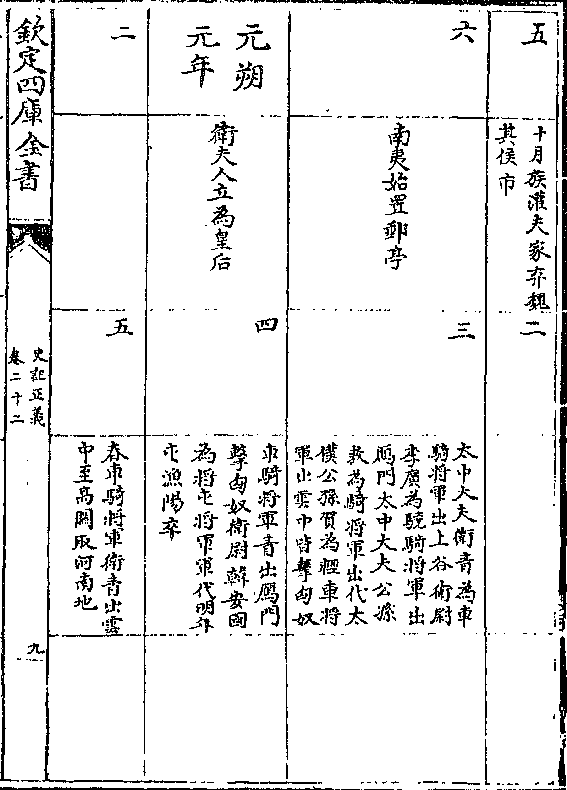 五
十月族灌夫家弃魏
其侯市
二
六
南夷始置郵亭
三
太中大夫衛青為車
騎將軍出上谷衛尉
李廣為驍騎將軍出
鴈門太中大夫公孫
敖為騎將軍出代太
僕公孫賀為輕車將
軍出雲中皆擊匈奴
元朔
元年
衛夫人立為皇后
四
車騎將軍青出鴈門
擊匈奴衛尉韓安國
為將屯將軍軍代明年
屯漁陽卒
二
五
春車騎將軍衛青出雲
中至高闕取河南地
欽定四庫全書
史記正義
卷二十二
九